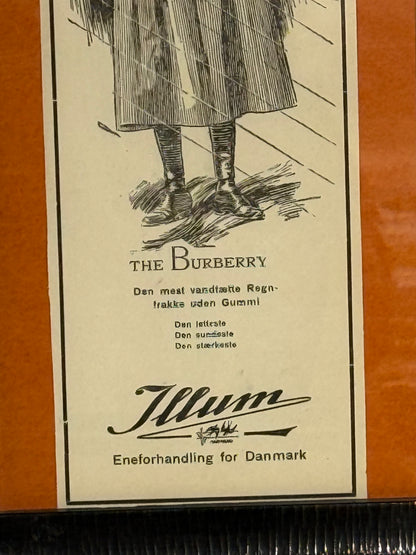 THE BURBERRY
Den mest vandtætte Regn-
frakke uden Gummi
Den letteste
Den sundeste
Den stærkeste
Illum
Eneforhandling for Danmark